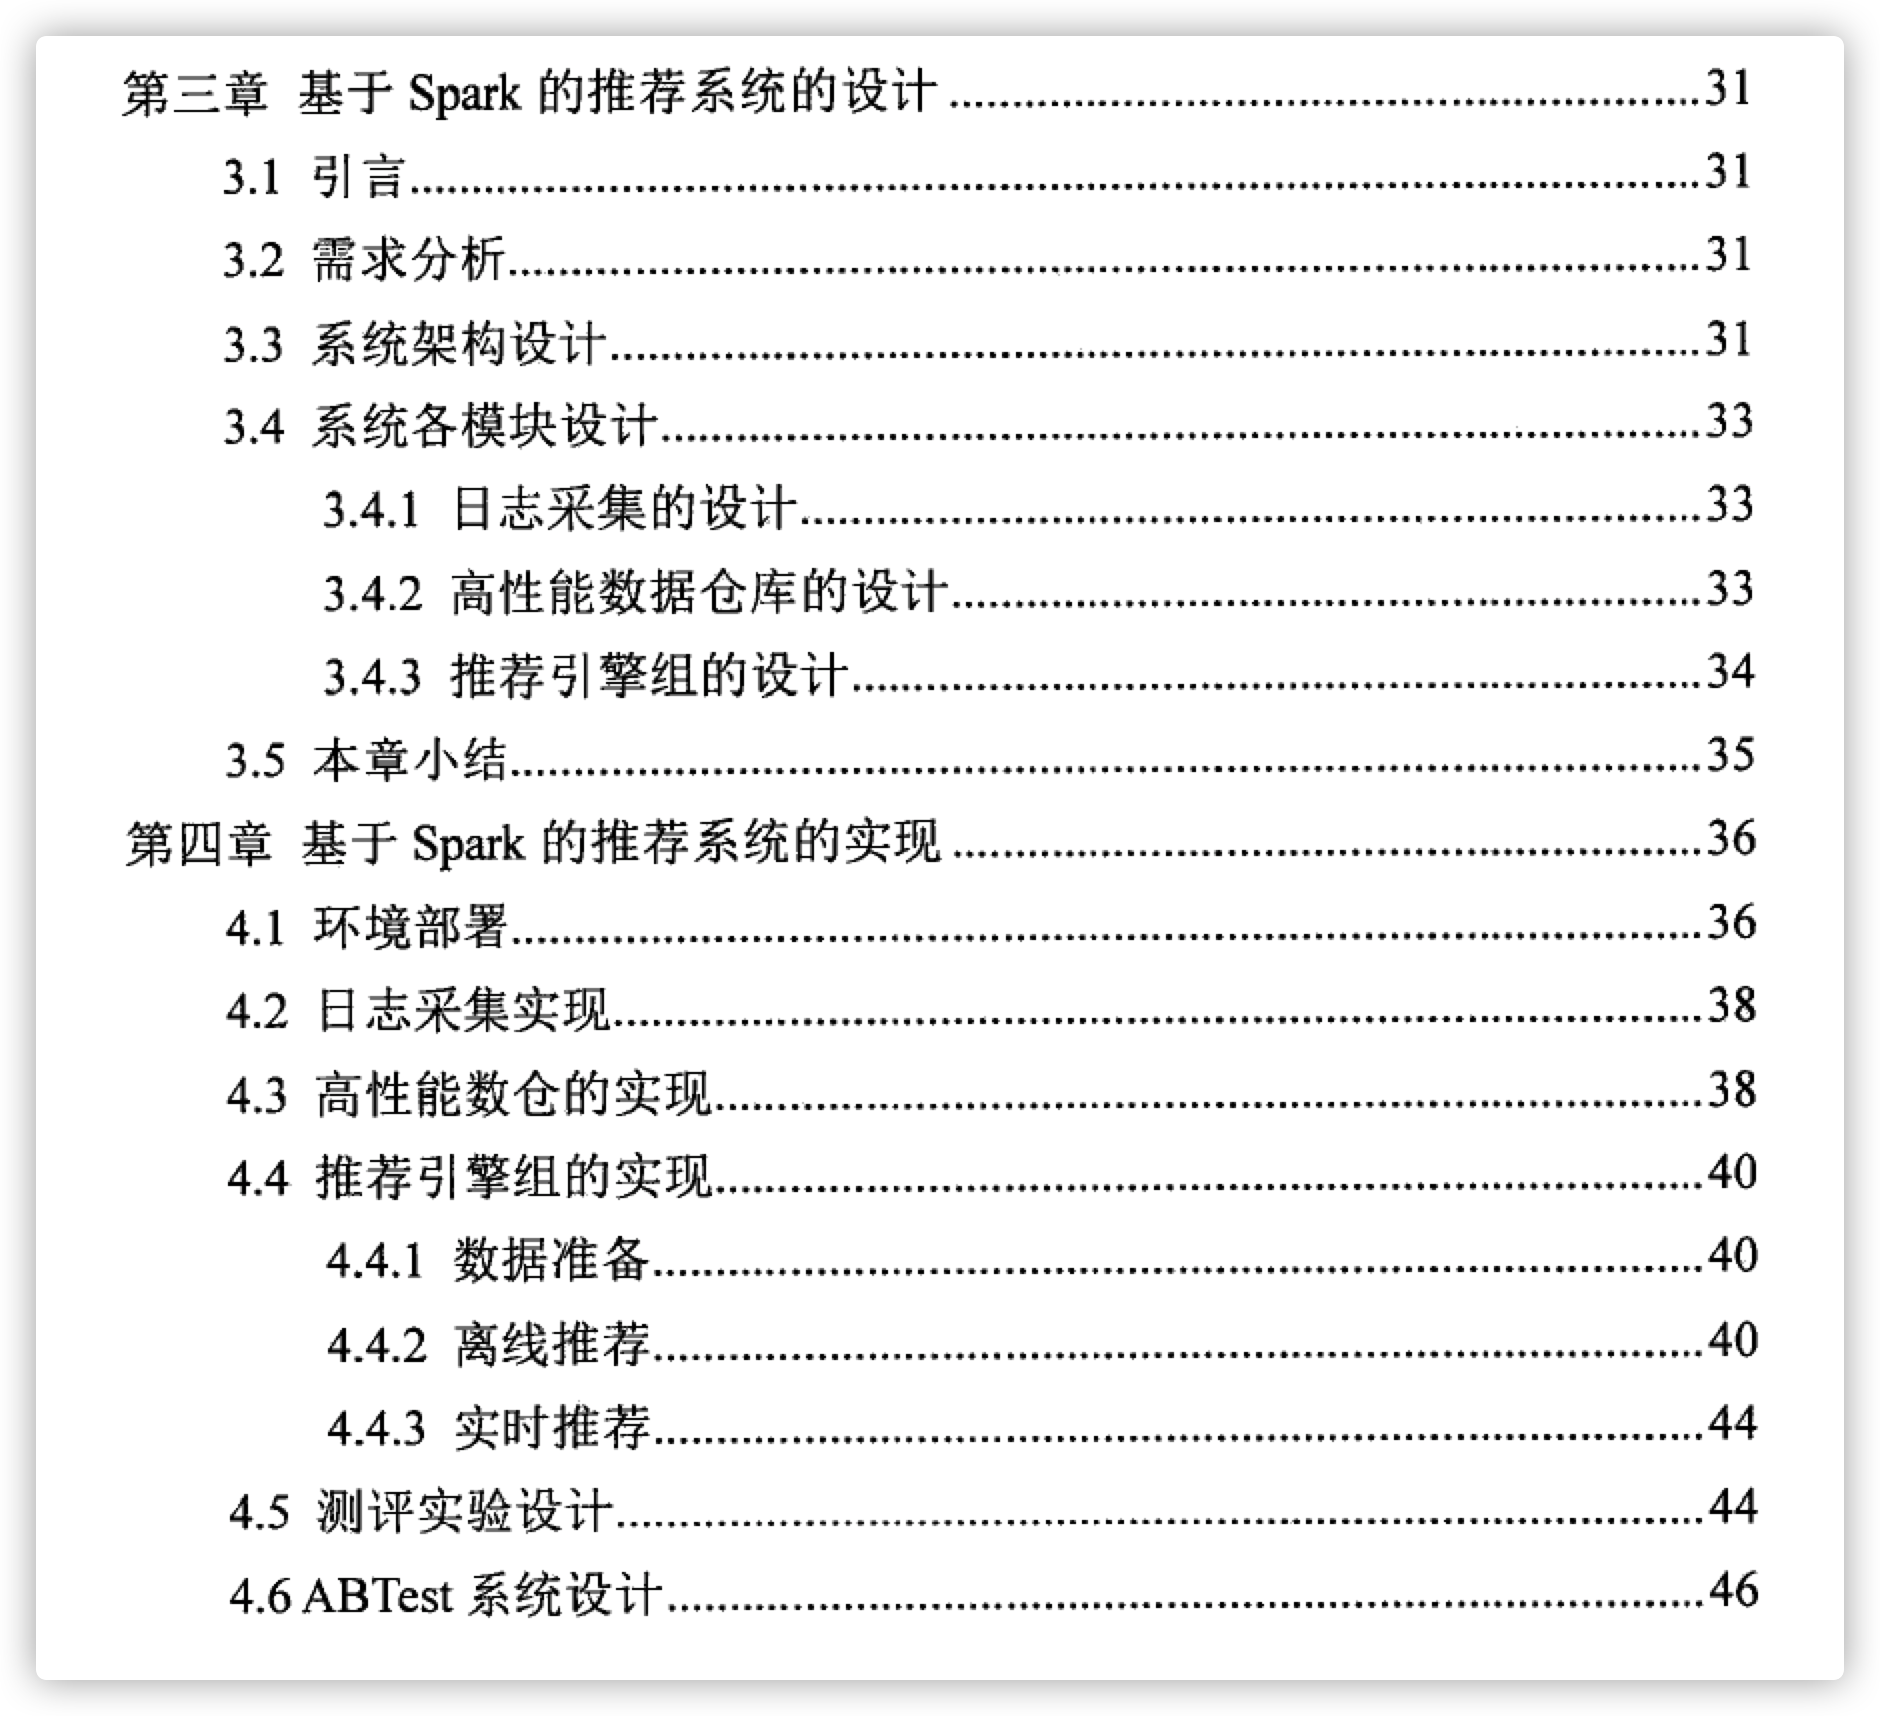 第三章 基于 Spark 的推荐系统的设计 ........ 31
3.1 引言 ........ 31
3.2 需求分析 ........ 31
3.3 系统架构设计 ........ 31
3.4 系统各模块设计 ........ 33
3.4.1 日志采集的设计 ........ 33
3.4.2 高性能数据仓库的设计 ........ 33
3.4.3 推荐引擎组的设计 ........ 34
3.5 本章小结 ........ 35
第四章 基于 Spark 的推荐系统的实现 ........ 36
4.1 环境部署 ........ 36
4.2 日志采集实现 ........ 38
4.3 高性能数仓的实现 ........ 38
4.4 推荐引擎组的实现 ........ 40
4.4.1 数据准备 ........ 40
4.4.2 离线推荐 ........ 40
4.4.3 实时推荐 ........ 44
4.5 测评实验设计 ........ 44
4.6 ABTest 系统设计 ........ 46